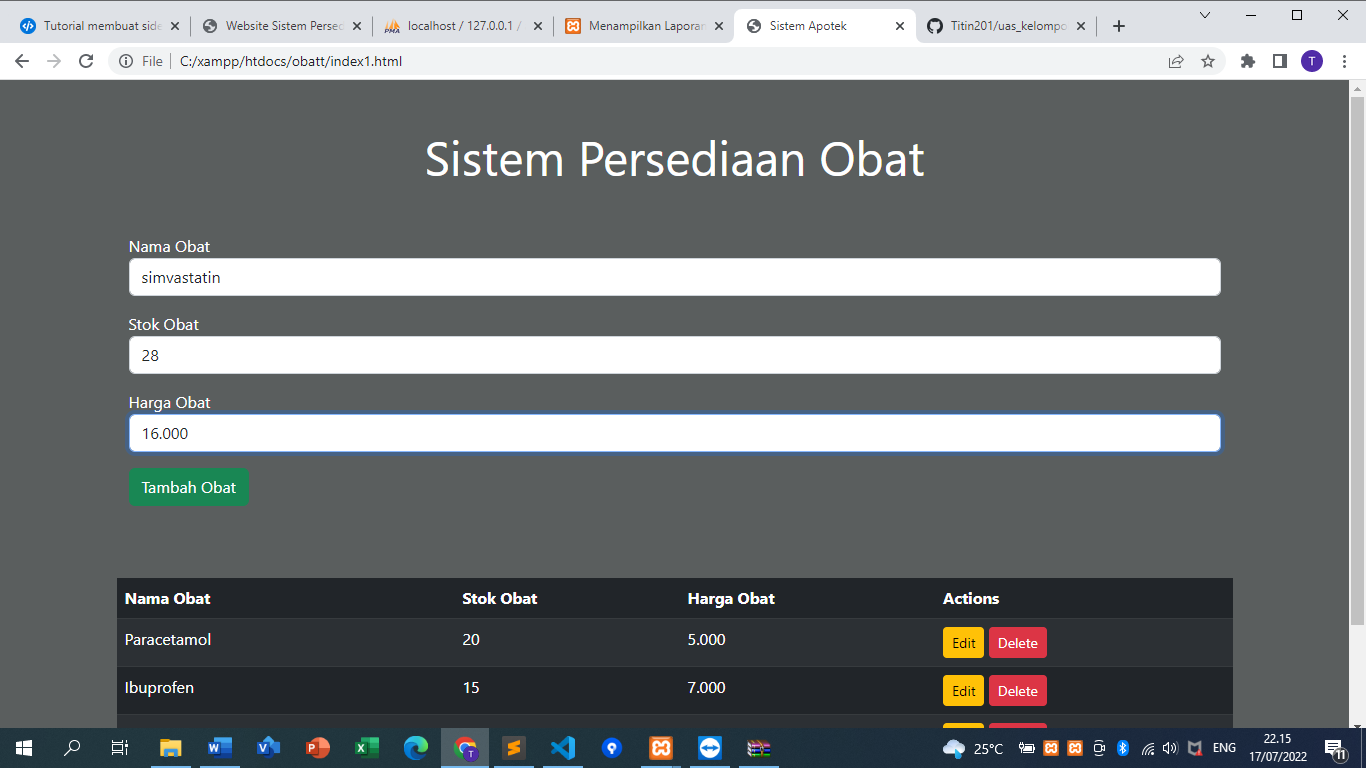 Tutorial membuat side
Website Sistem Persed
localhost / 127.0.0.1 /
Menampilkan Laporan
Sistem Apotek
Titin201/uas_kelompo
File
C:/xampp/htdocs/obatt/index1.html
T
Sistem Persediaan Obat
Nama Obat
simvastatin
Stok Obat
28
Harga Obat
16.000
Tambah Obat
Nama Obat Stok Obat Harga Obat Actions
Paracetamol 20 5.000 Edit Delete
Ibuprofen 15 7.000 Edit Delete
25°C
ENG
22.15
17/07/2022
11